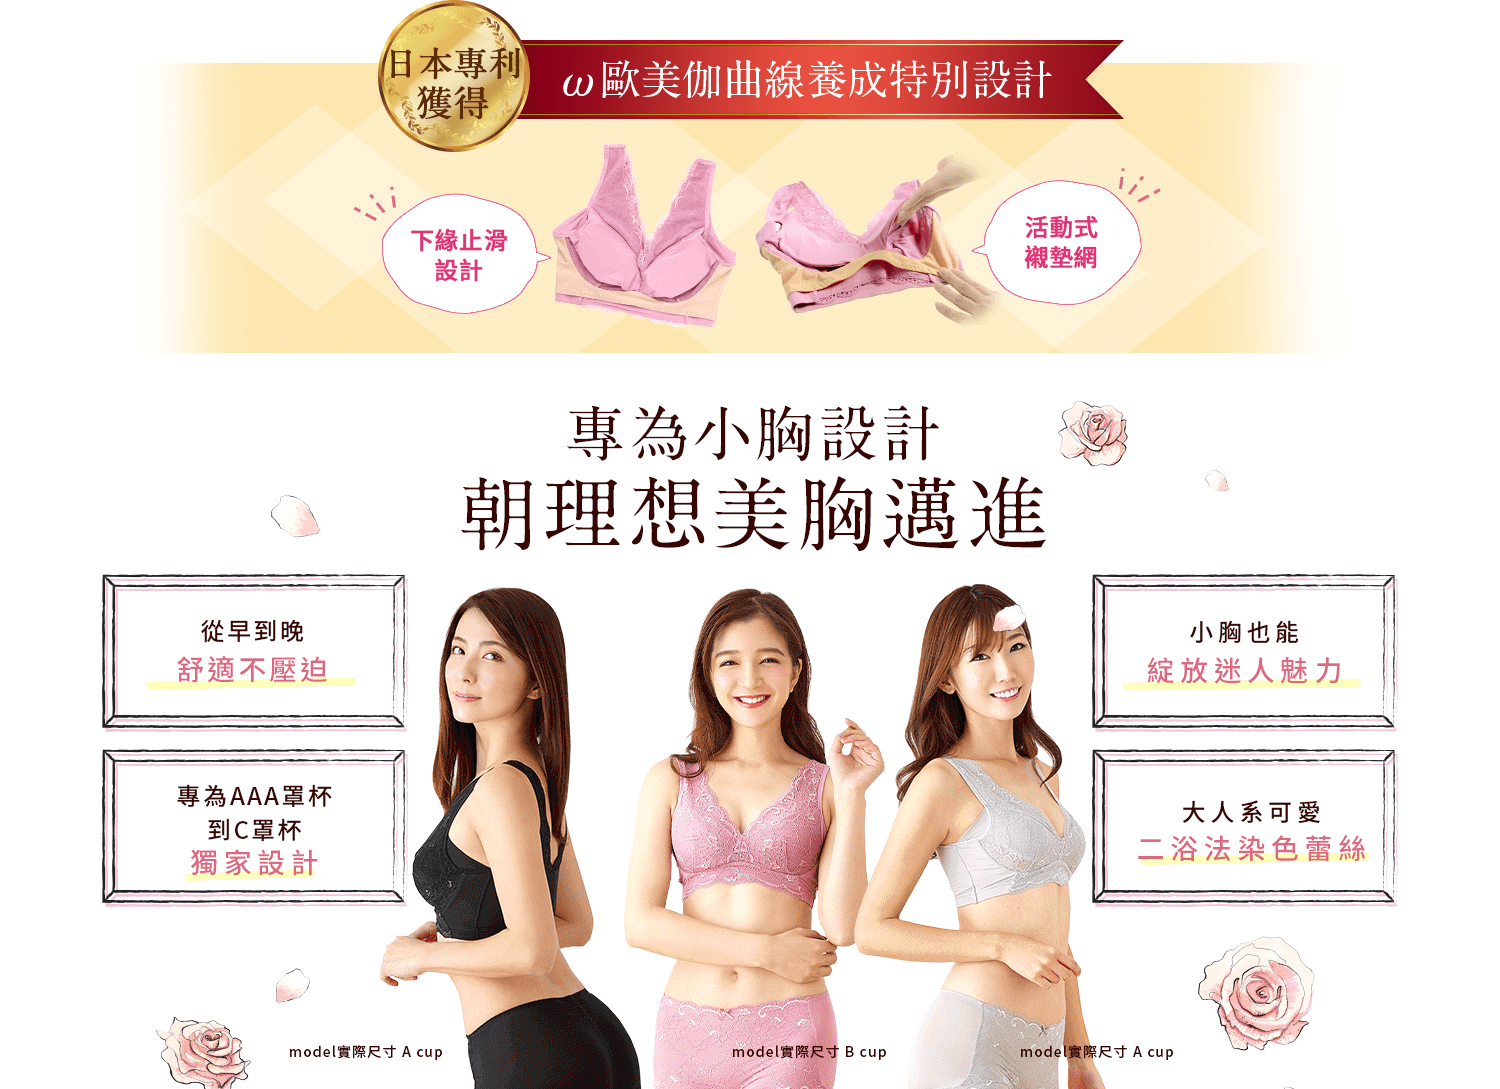 日本專利
獲得
ω歐美伽曲線養成特別設計
下緣止滑
設計
活動式
襯墊網
專為小胸設計
朝理想美胸邁進
從早到晚
舒適不壓迫
專為AAA罩杯
到C罩杯
獨家設計
小胸也能
綻放迷人魅力
大人系可愛
二浴法染色蕾絲
model實際尺寸 A cup
model實際尺寸 B cup
model實際尺寸 A cup